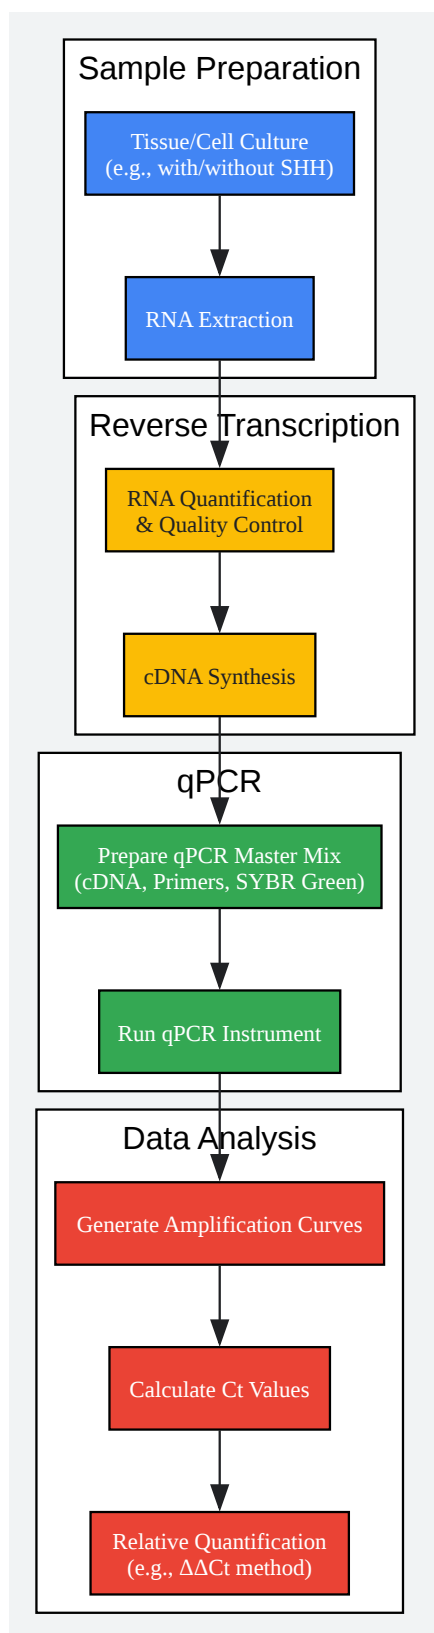 Sample Preparation
Tissue/Cell Culture
(e.g., with/without SHH)
RNA Extraction
Reverse Transcription
RNA Quantification
& Quality Control
cDNA Synthesis
qPCR
Prepare qPCR Master Mix
(cDNA, Primers, SYBR Green)
Run qPCR Instrument
Data Analysis
Generate Amplification Curves
Calculate Ct Values
Relative Quantification
(e.g., ΔΔCt method)